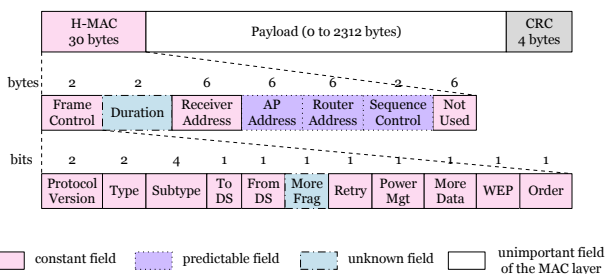 H-MAC
30 bytes
Payload (0 to 2312 bytes)
CRC
4 bytes
bytes 2 2 6 6 6 2 6
Frame Control
Duration
Receiver Address
AP Address
Router Address
Sequence Control
Not Used
bits 2 2 4 1 1 1 1 1 1 1 1
Protocol Version
Type
Subtype
To DS
From DS
More Frag
Retry
Power Mgt
More Data
WEP
Order
constant field
predictable field
unknown field
unimportant field
of the MAC layer